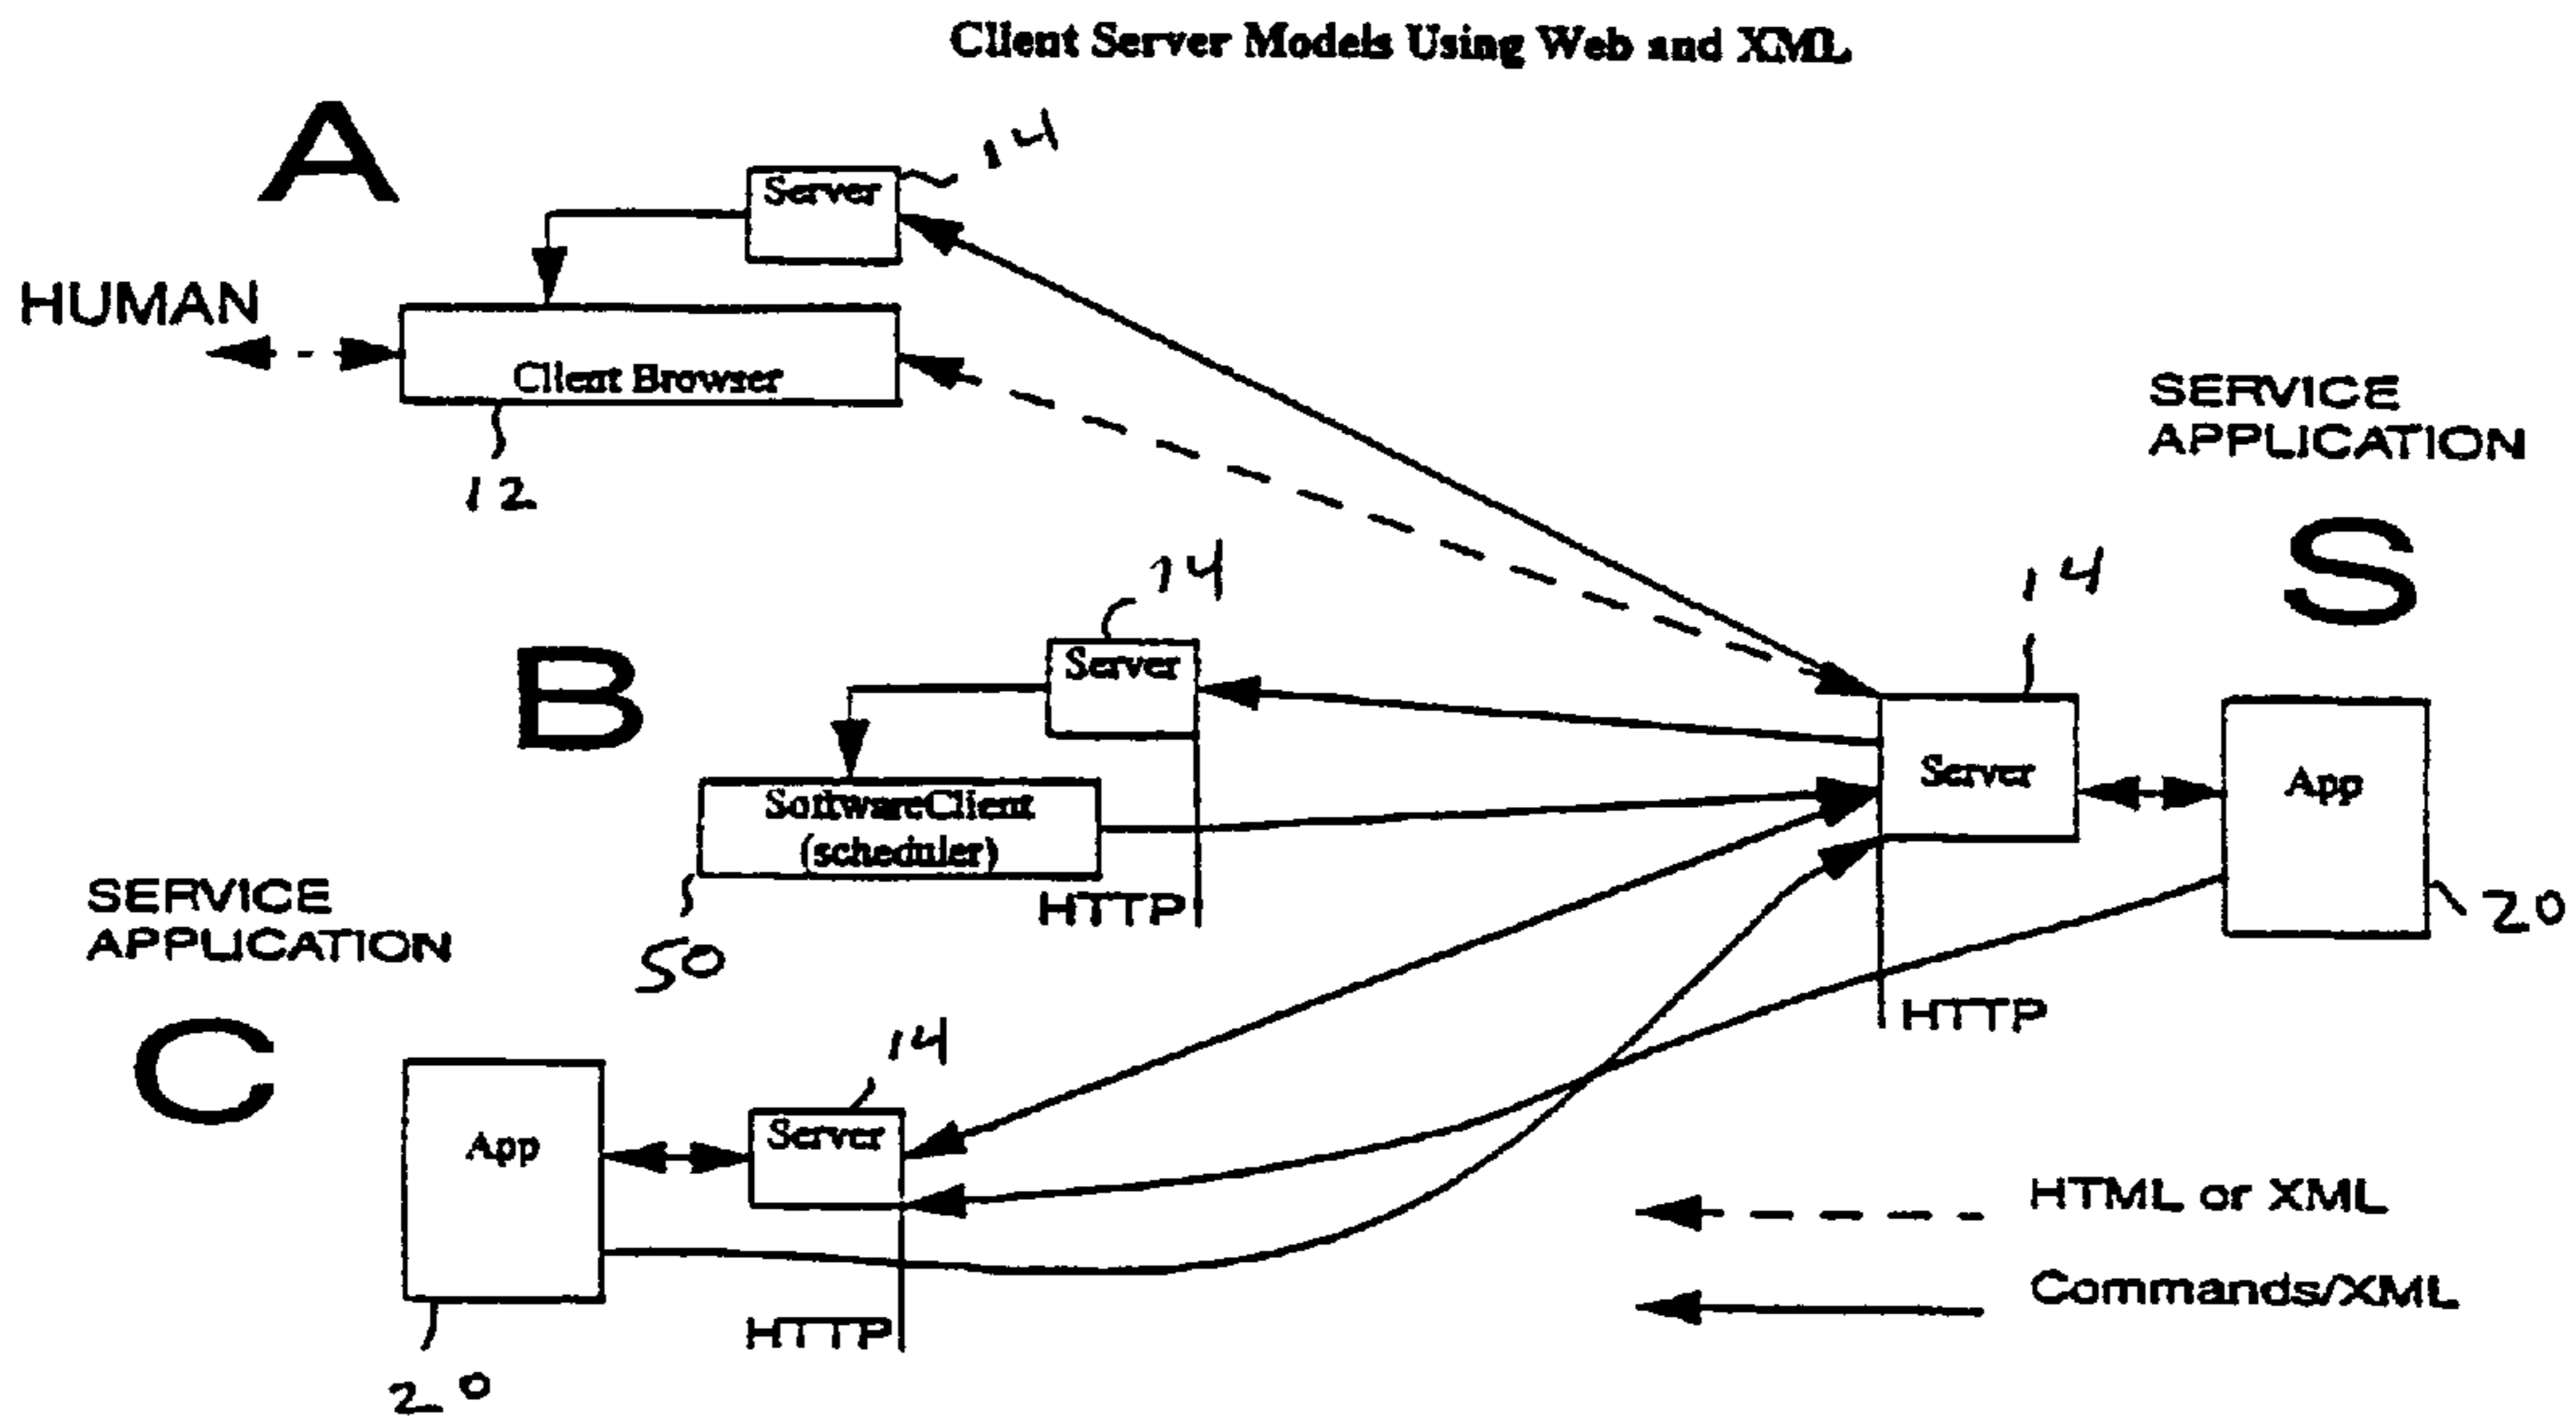 Client Server Models Using Web and XML
A
14
Server
HUMAN
Client Browser
12
SERVICE
APPLICATION
S
14
B
Server
14
Server
App
SoftwareClient
(scheduler)
HTTP
50
20
HTTP
SERVICE
APPLICATION
C
14
App
Server
HTTP
20
HTML or XML
Commands/XML